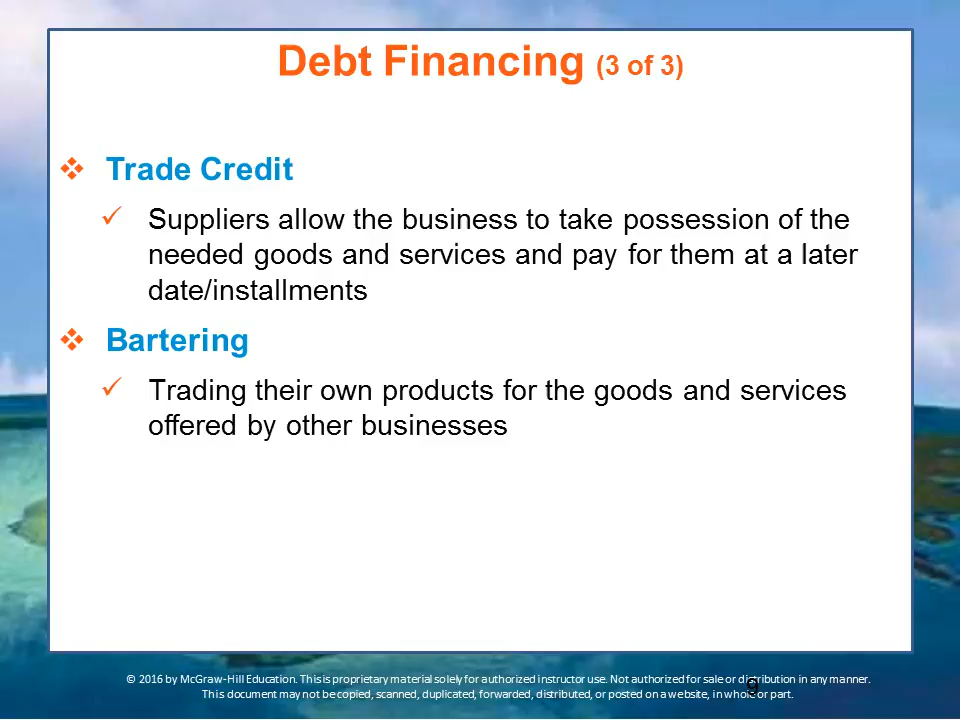 Debt Financing (3 of 3)
Trade Credit
Suppliers allow the business to take possession of the
needed goods and services and pay for them at a later
date/installments
Bartering
Trading their own products for the goods and services
offered by other businesses
© 2016 by McGraw-Hill Education. This is proprietary material solely for authorized instructor use. Not authorized for sale or distribution in any manner.
This document may not be copied, scanned, duplicated, forwarded, distributed, or posted on a website, in whole or part.
9